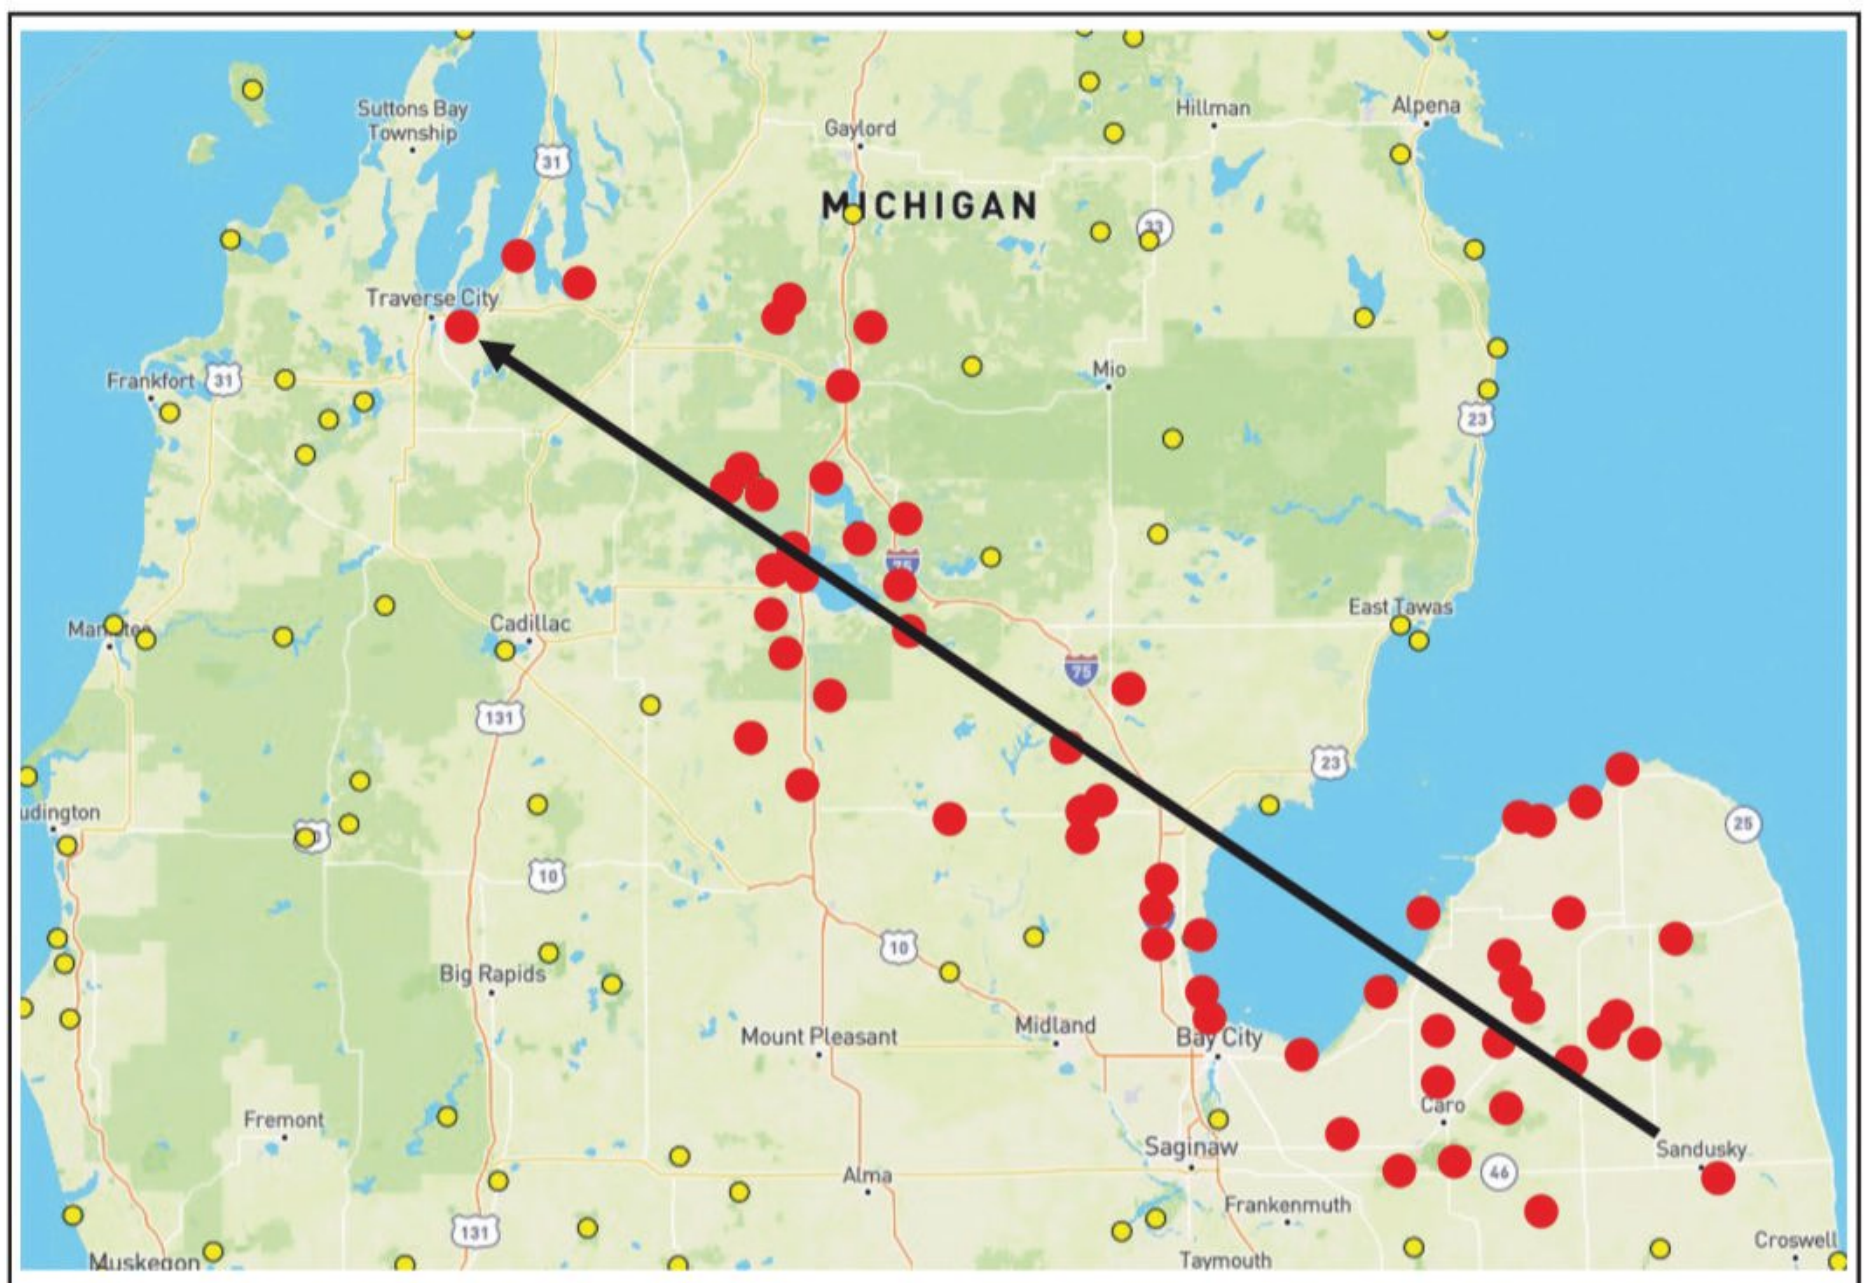 Suttons Bay
Township
Hillman
Alpena
Gaylord
31
MICHIGAN
33
Traverse City
Frankfort
31
Mio
23
75
East Tawas
Cadillac
75
131
23
25
10
10
Big Rapids
Mount Pleasant
Midland
Bay City
Caro
Fremont
Saginaw
Sandusky
46
Alma
Frankenmuth
131
Croswell
Muskegon
Taymouth
udington